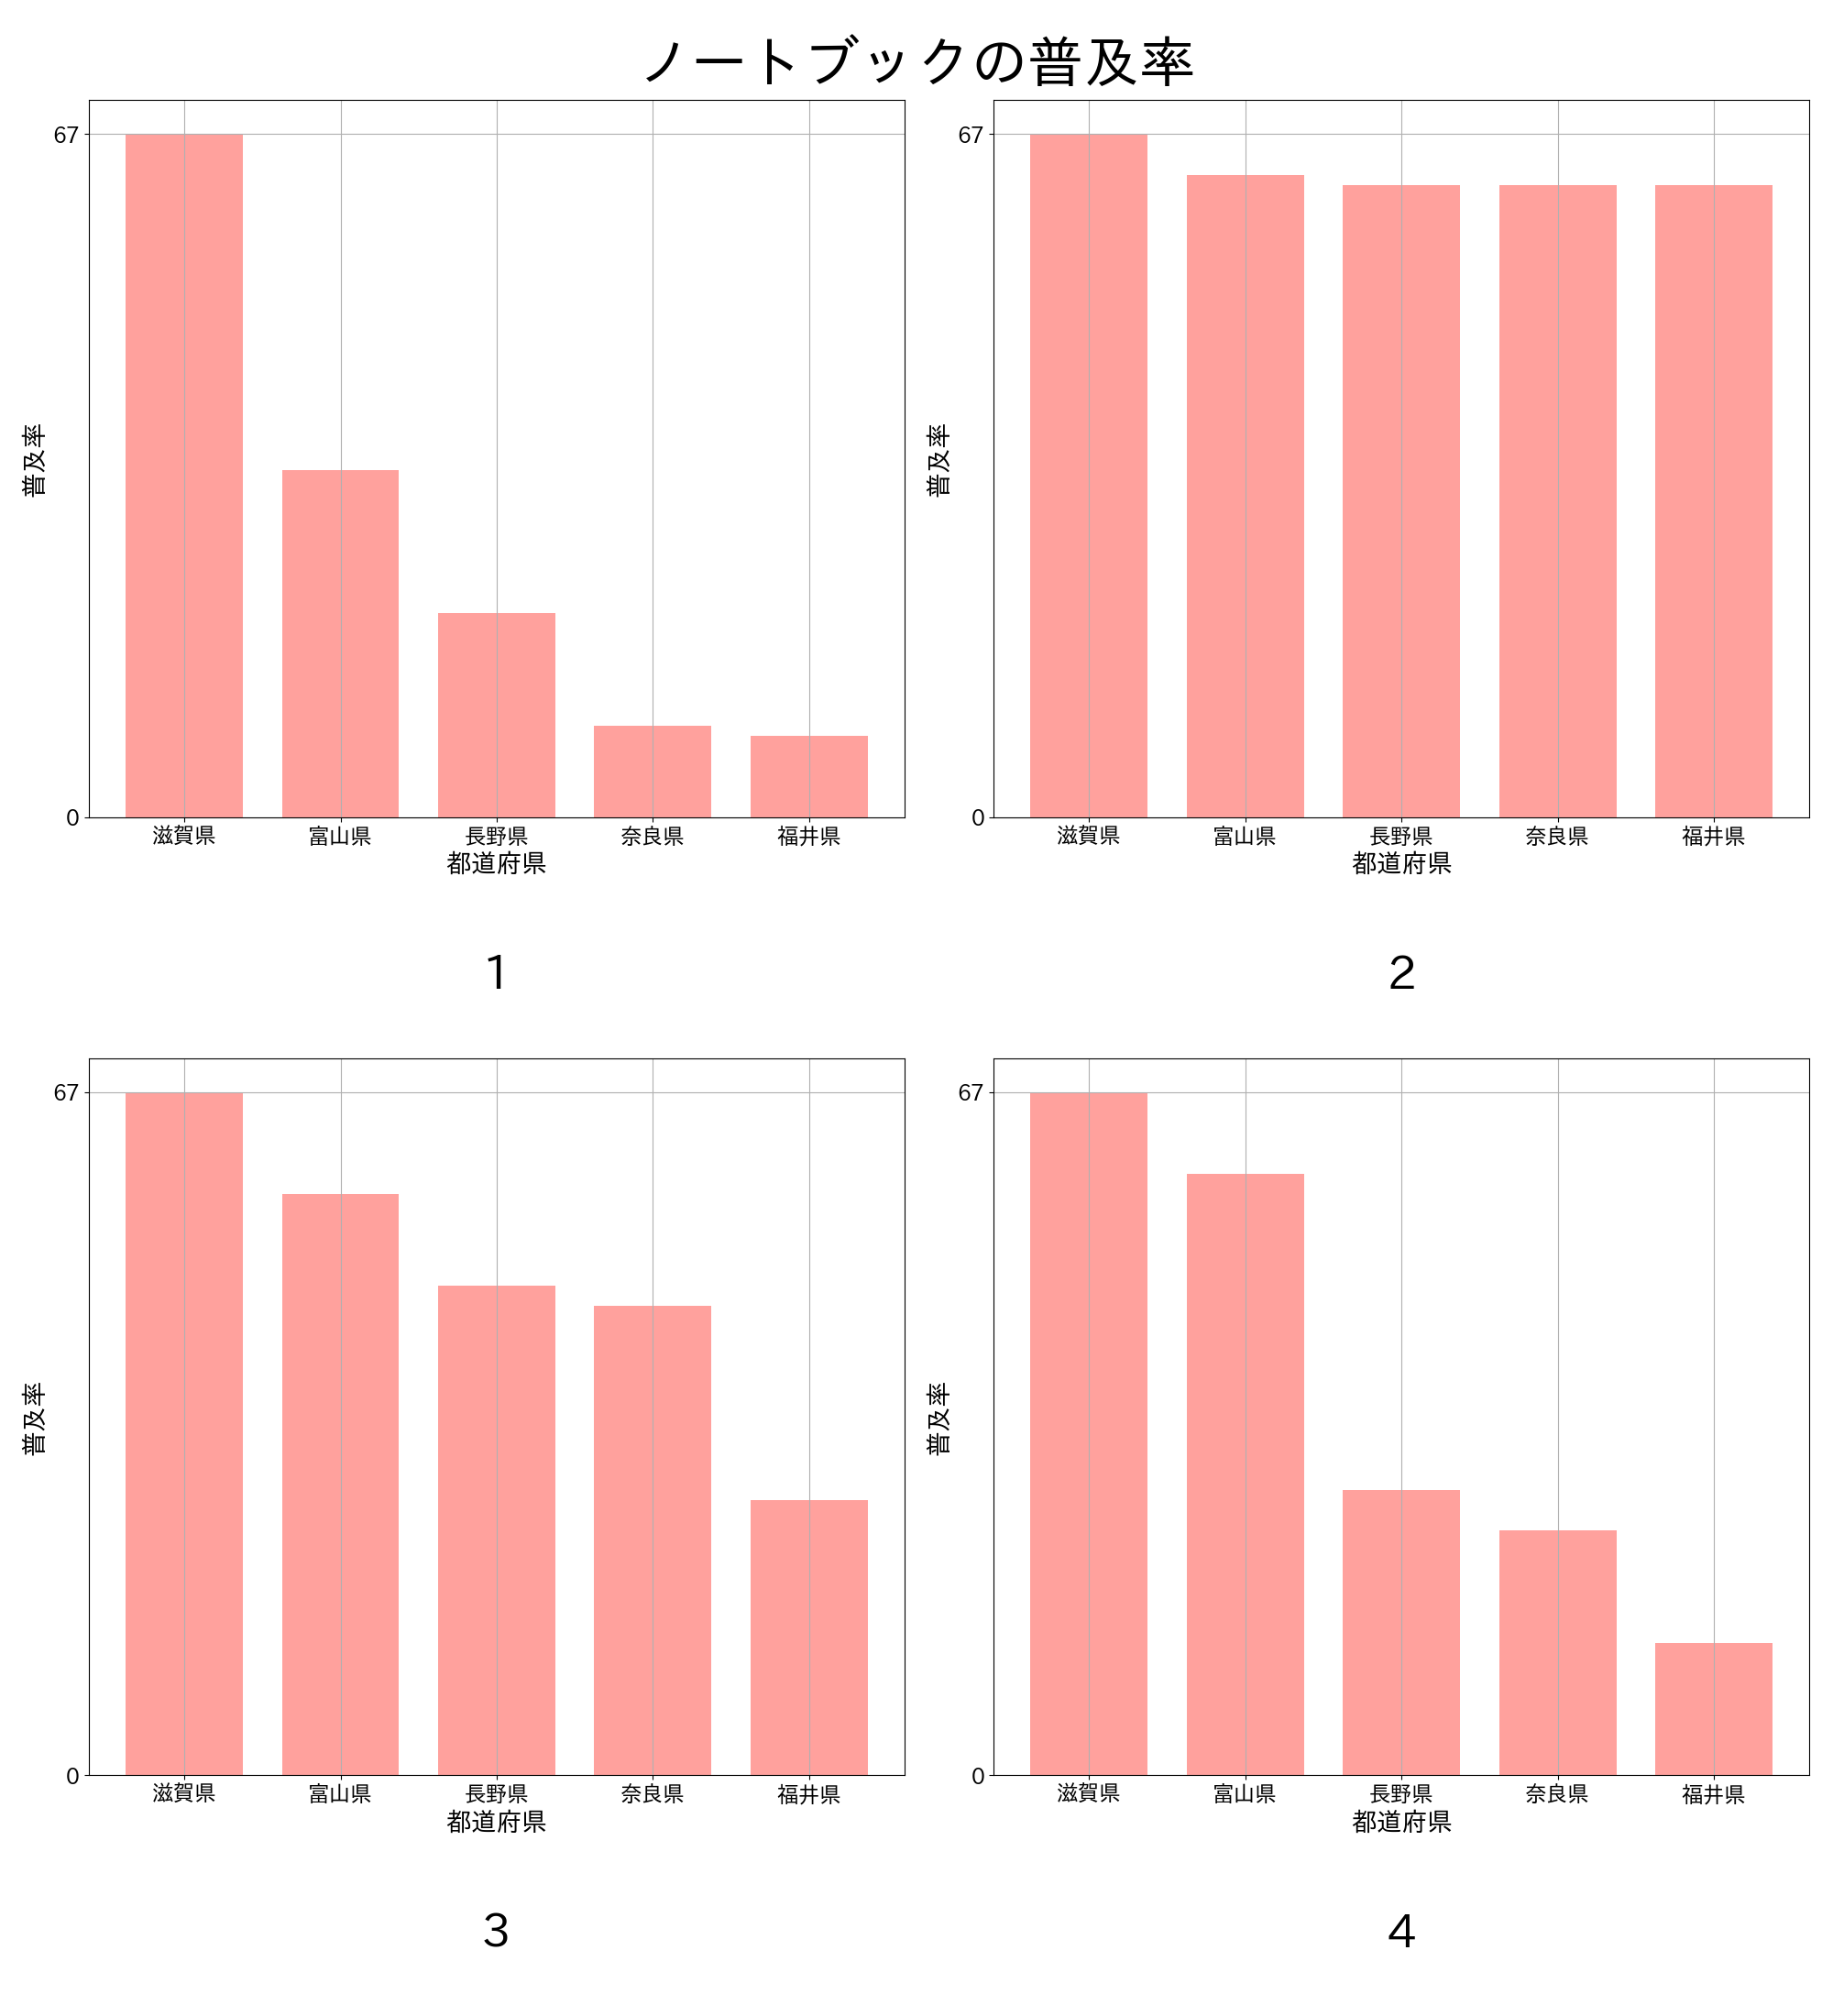 ノートブックの普及率
67
0
普及率
滋賀県 富山県 長野県 奈良県 福井県
都道府県
1
67
0
普及率
滋賀県 富山県 長野県 奈良県 福井県
都道府県
2
67
0
普及率
滋賀県 富山県 長野県 奈良県 福井県
都道府県
3
67
0
普及率
滋賀県 富山県 長野県 奈良県 福井県
都道府県
4